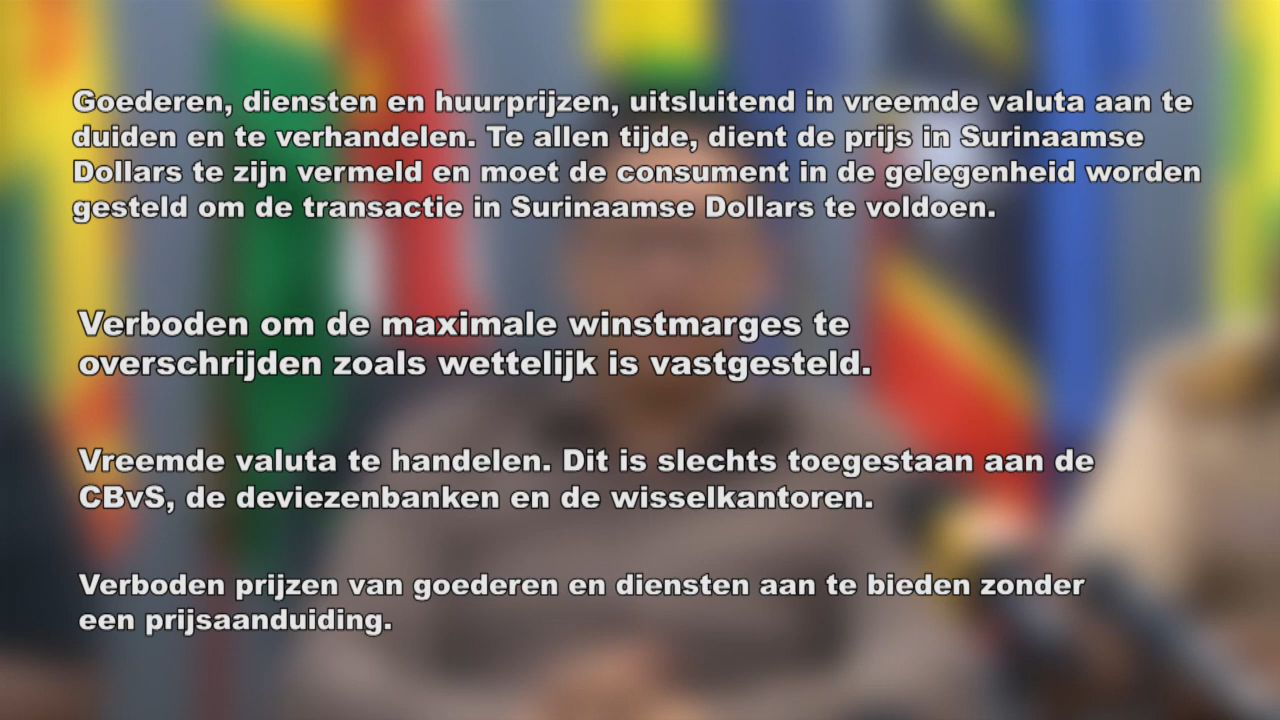 Goederen, diensten en huurprijzen, uitsluitend in vreemde valuta aan te
duiden en te verhandelen. Te allen tijde, dient de prijs in Surinaamse
Dollars te zijn vermeld en moet de consument in de gelegenheid worden
gesteld om de transactie in Surinaamse Dollars te voldoen.
Verboden om de maximale winstmarges te
overschrijden zoals wettelijk is vastgesteld.
Vreemde valuta te handelen. Dit is slechts toegestaan aan de
CBvS, de deviezenbanken en de wisselkantoren.
Verboden prijzen van goederen en diensten aan te bieden zonder
een prijsaanduiding.